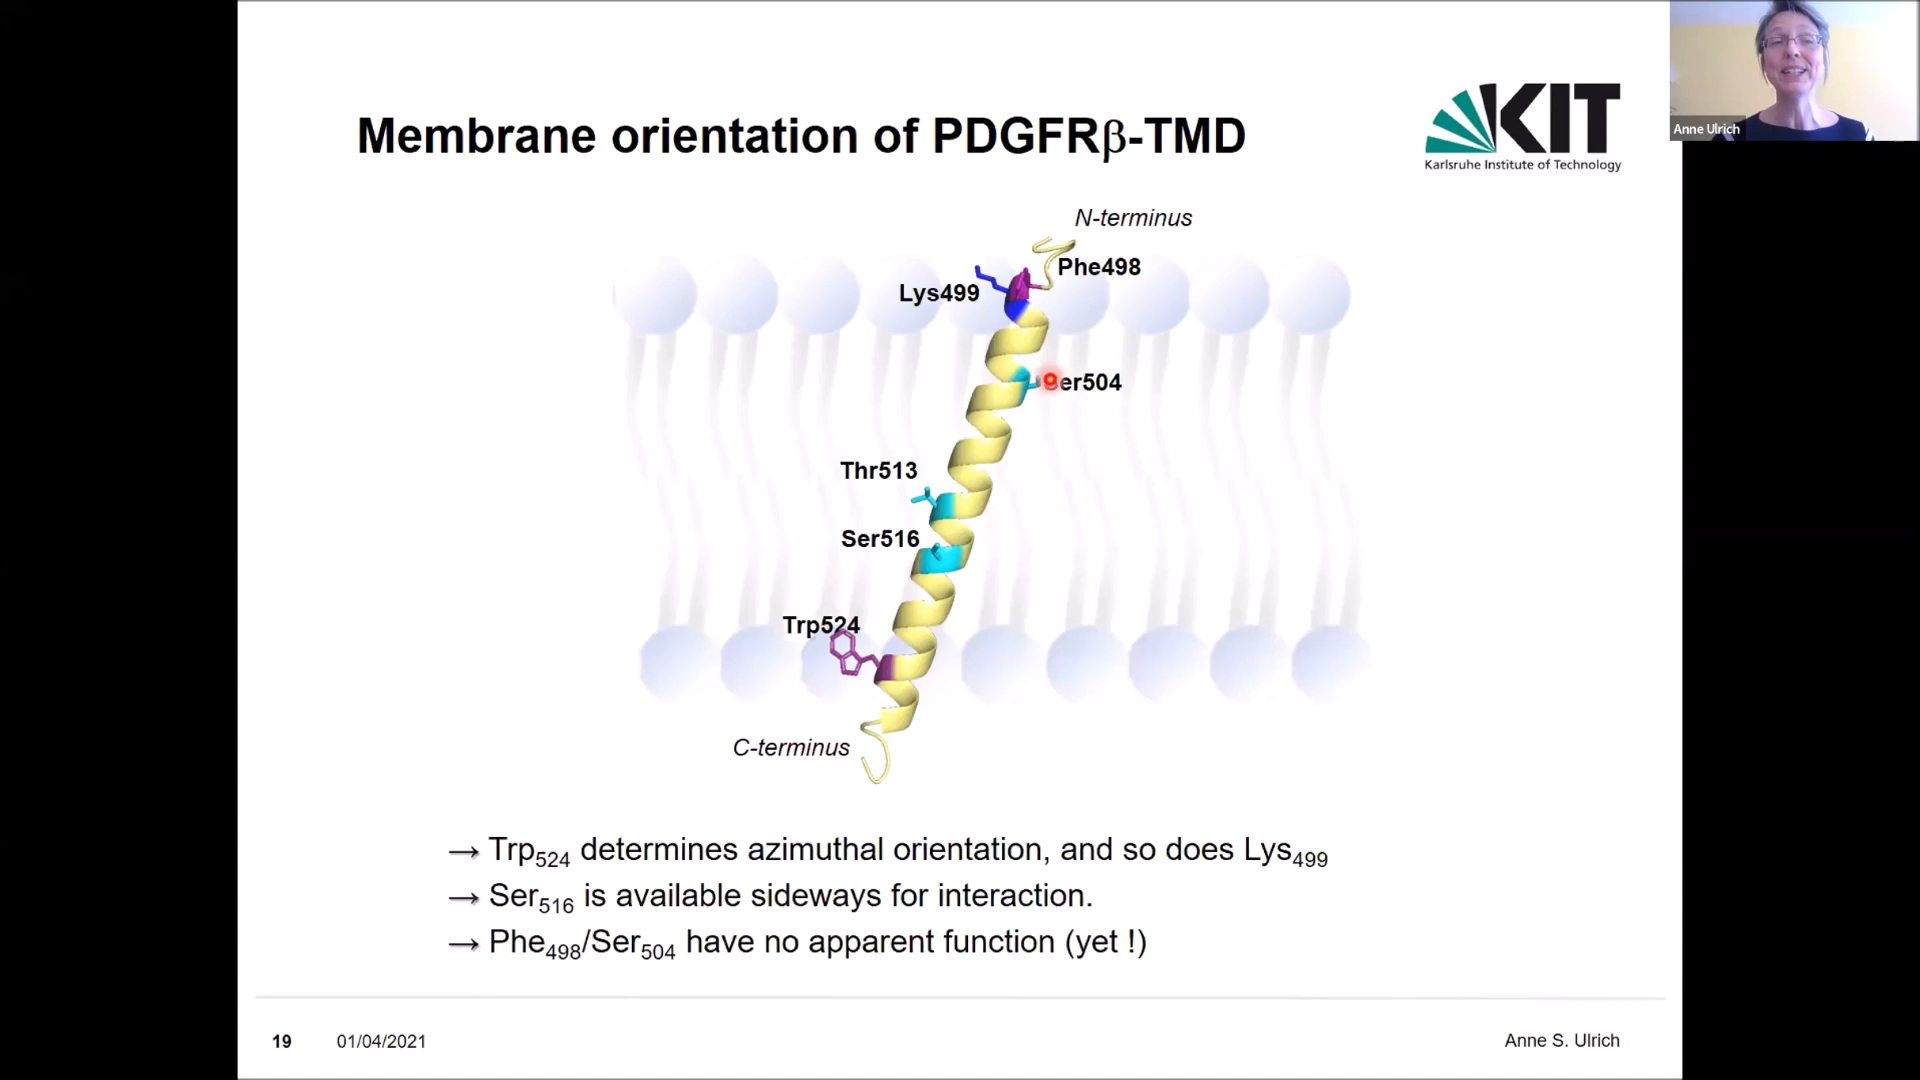 Membrane orientation of PDGFRβ-TMD
KIT
Karlsruhe Institute of Technology
Anne Ulrich
N-terminus
Phe498
Lys499
Ser504
Thr513
Ser516
Trp524
C-terminus
→ Trp524 determines azimuthal orientation, and so does Lys499
→ Ser516 is available sideways for interaction.
→ Phe498/Ser504 have no apparent function (yet !)
19 01/04/2021 Anne S. Ulrich